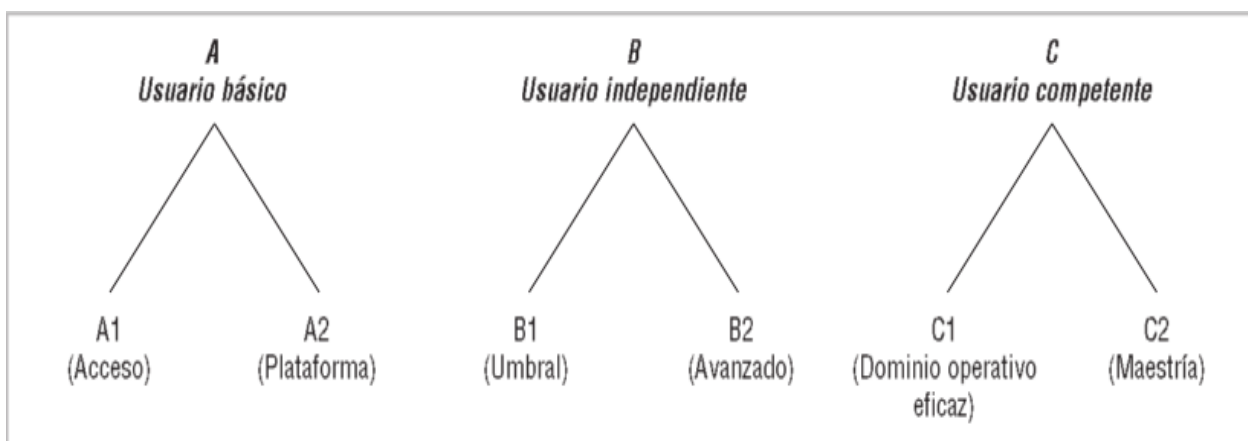 A
Usuario básico
B
Usuario independiente
C
Usuario competente
A1
(Acceso)
A2
(Plataforma)
B1
(Umbral)
B2
(Avanzado)
C1
(Dominio operativo
eficaz)
C2
(Maestría)